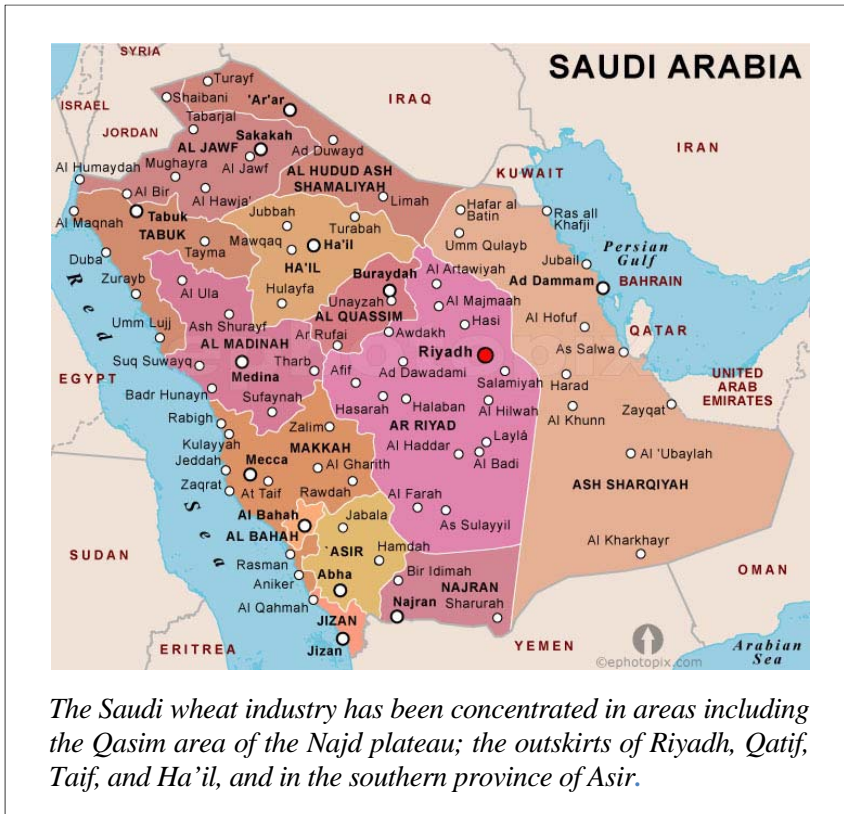 SAUDI ARABIA
SYRIA
Turayf
Shaibani
'Ar'ar
IRAQ
ISRAEL
Tabarjal
JORDAN
AL JAWF
Sakakah
Ad Duwayd
IRAN
Al Humaydah
Mughayra
Al Jawf
AL HUDUD ASH
SHAMALIYAH
KUWAIT
Al Bir
Al Hawja'
Limah
Hafar al
Batin
Ras all
Khafji
Al Maqnah
Tabuk
TABUK
Jubbah
Turabah
Mawqaq
Ha'il
Umm Qulayb
Persian
Gulf
Duba
Tayma
HA'IL
Buraydah
Al Artawiyah
Jubail
Ad Dammam
BAHRAIN
Red
Sea
Zurayb
Al Ula
Hulayfa
Unayzah
AL QUASSIM
Al Majmaah
Al Hofuf
Umm Lujj
Ash Shurayf
Ar Rufai
Awdakh
Hasi
QATAR
AL MADINAH
Riyadh
As Salwa
Suq Suwayq
Medina
Tharb
Afif
Ad Dawadami
Salamiyah
Harad
UNITED
ARAB
EMIRATES
EGYPT
Badr Hunayn
Sufaynah
Hasarah
Halaban
Al Hilwah
Al Khunn
Zayqat
ephotopix
Rabigh
Zalim
AR RIYAD
Kulayyah
MAKKAH
Al Haddar
Laylá
Jeddah
Mecca
Al Gharith
Al Badi
Al 'Ubaylah
Zaqrat
At Taif
Rawdah
Al Farah
ASH SHARQIYAH
Al Bahah
Jabala
As Sulayyil
AL BAHAH
'ASIR
Hamdah
Al Kharkhayr
SUDAN
Rasman
Bir Idimah
Aniker
Abha
NAJRAN
OMAN
Al Qahmah
Najran
Sharurah
JIZAN
ERITREA
Jizan
YEMEN
Arabian
Sea
©ephotopix.com
The Saudi wheat industry has been concentrated in areas including
the Qasim area of the Najd plateau; the outskirts of Riyadh, Qatif,
Taif, and Ha’il, and in the southern province of Asir.